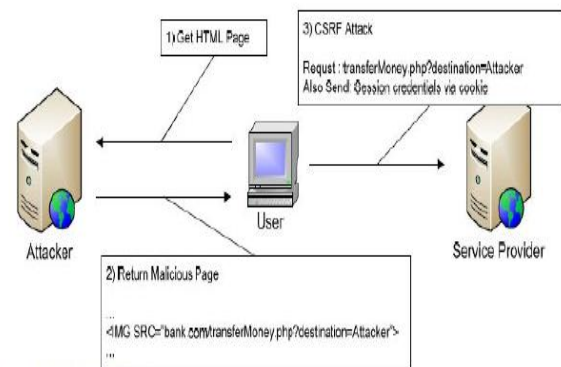 1) Get HTML Page
3) CSRF Attack
Requst : transferMoney.php?destination=Attacker
Also Send: Session credentials via cookie
Attacker
User
Service Provider
2) Return Malicious Page
...
<IMG SRC="bank.com/transferMoney.php?destination=Attacker">
...